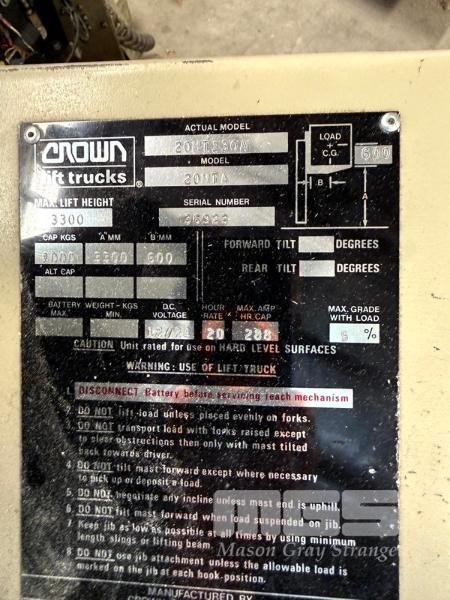 ACTUAL MODEL
CROWN
lift trucks
®
MODEL
20MTA
LOAD
+
C.G.
600
B
A
MAX. LIFT HEIGHT
3300
SERIAL NUMBER
CAP KGS A MM B MM
3300 600
ALT CAP
FORWARD TILT DEGREES
REAR TILT DEGREES
BATTERY WEIGHT-KGS
MAX. MIN.
D.C. VOLTAGE
HOUR RATE
20
MAX. AMP HR. CAP
288
MAX. GRADE WITH LOAD
5 %
CAUTION Unit rated for use on HARD LEVEL SURFACES
WARNING: USE OF LIFT TRUCK
1. DISCONNECT Battery before servicing reach mechanism
2. DO NOT lift load unless placed evenly on forks.
3. DO NOT transport load with forks raised except
to clear obstructions then only with mast tilted
back towards driver.
4. DO NOT tilt mast forward except where necessary
to pick up or deposit a load.
5. DO NOT negotiate any incline unless mast end is uphill.
6. DO NOT tilt mast forward when load suspended on jib.
7. Keep jib as low as possible at all times by using minimum
length slings or lifting beam.
8. DO NOT use jib attachment unless the allowable load is
marked on the jib at each hook position.
MGS
Mason Gray Strange
MANUFACTURED BY